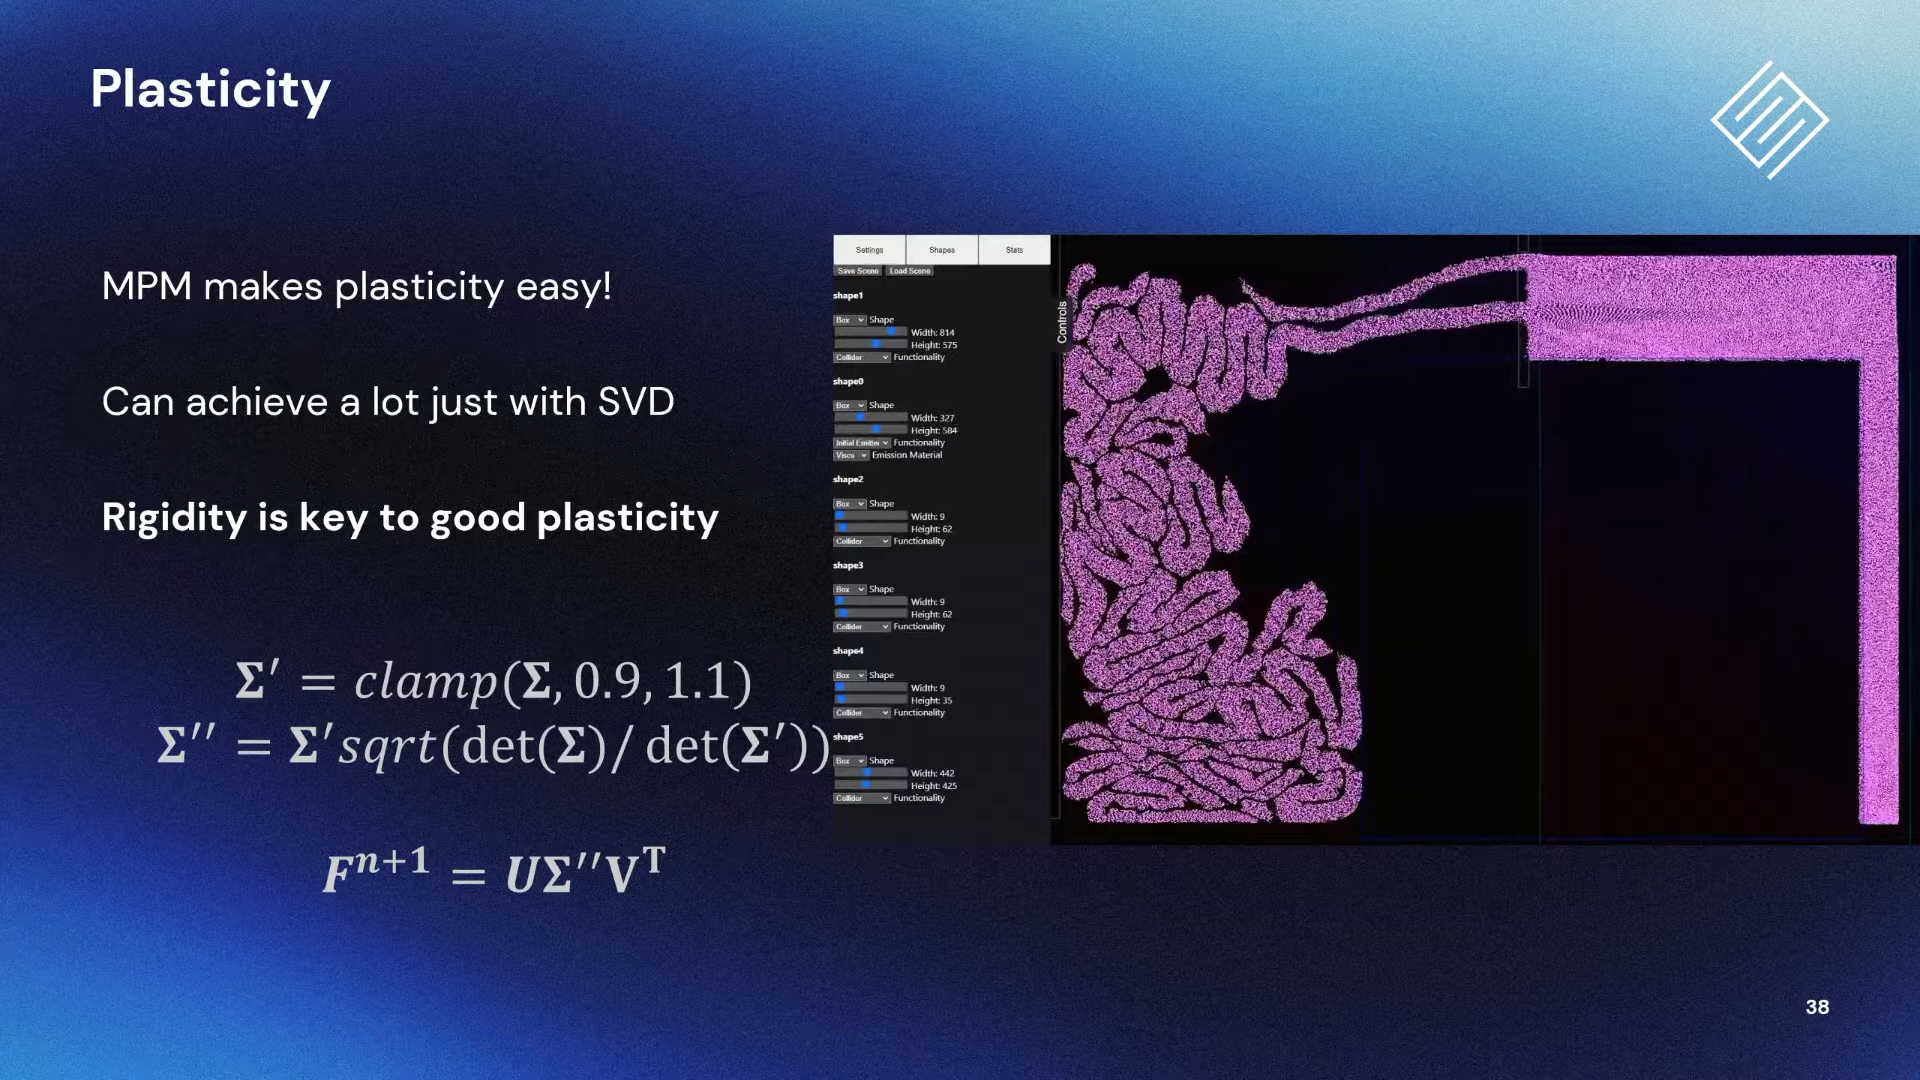 Plasticity
MPM makes plasticity easy!
Can achieve a lot just with SVD
Rigidity is key to good plasticity
Σ′ = clamp(Σ, 0.9, 1.1)
Σ′′ = Σ′sqrt(det(Σ)/ det(Σ′))
Fⁿ⁺¹ = UΣ′′Vᵀ
Settings Shapes Stats
Save Scene Load Scene
shape1
Box Shape
Width: 814
Height: 575
Collider Functionality
shape0
Box Shape
Width: 327
Height: 584
Initial Emitter Functionality
Visco Emission Material
shape2
Box Shape
Width: 9
Height: 62
Collider Functionality
shape3
Box Shape
Width: 9
Height: 62
Collider Functionality
shape4
Box Shape
Width: 9
Height: 35
Collider Functionality
shape5
Box Shape
Width: 442
Height: 425
Collider Functionality
Controls
38